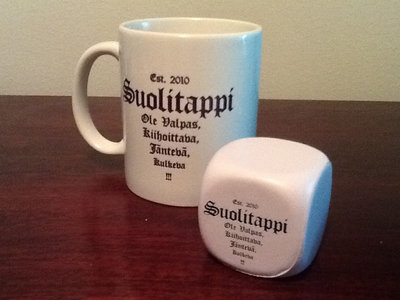 Est. 2010
Suolitappi
Ole Valpas,
Kiihoittava,
Jäntevä,
Kulkeva
!!!
Est. 2010
Suolitappi
Ole Valpas,
Kiihoittava,
Jäntevä,
Kulkeva
!!!